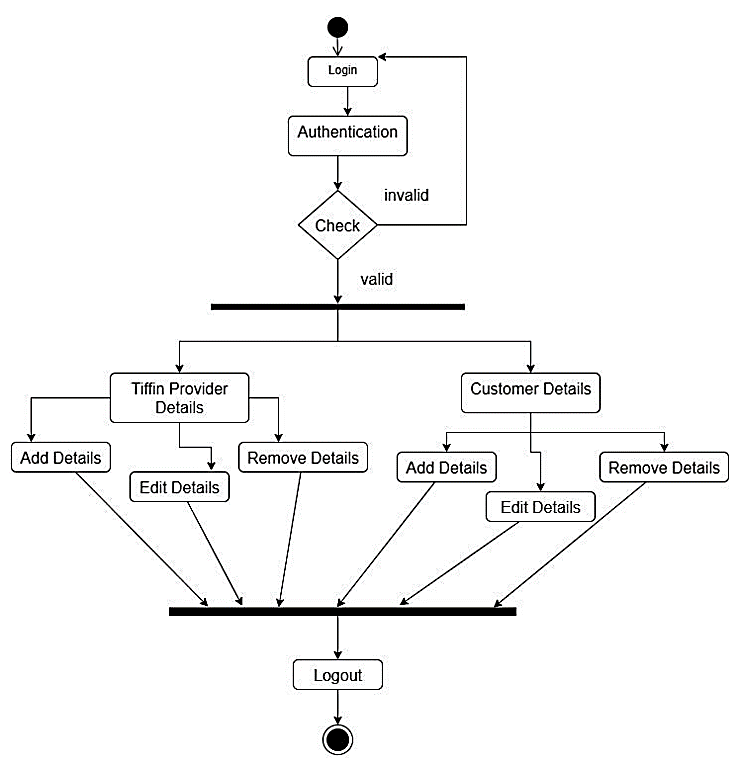 Login
Authentication
invalid
Check
valid
Tiffin Provider
Details
Customer Details
Add Details
Edit Details
Remove Details
Add Details
Edit Details
Remove Details
Logout